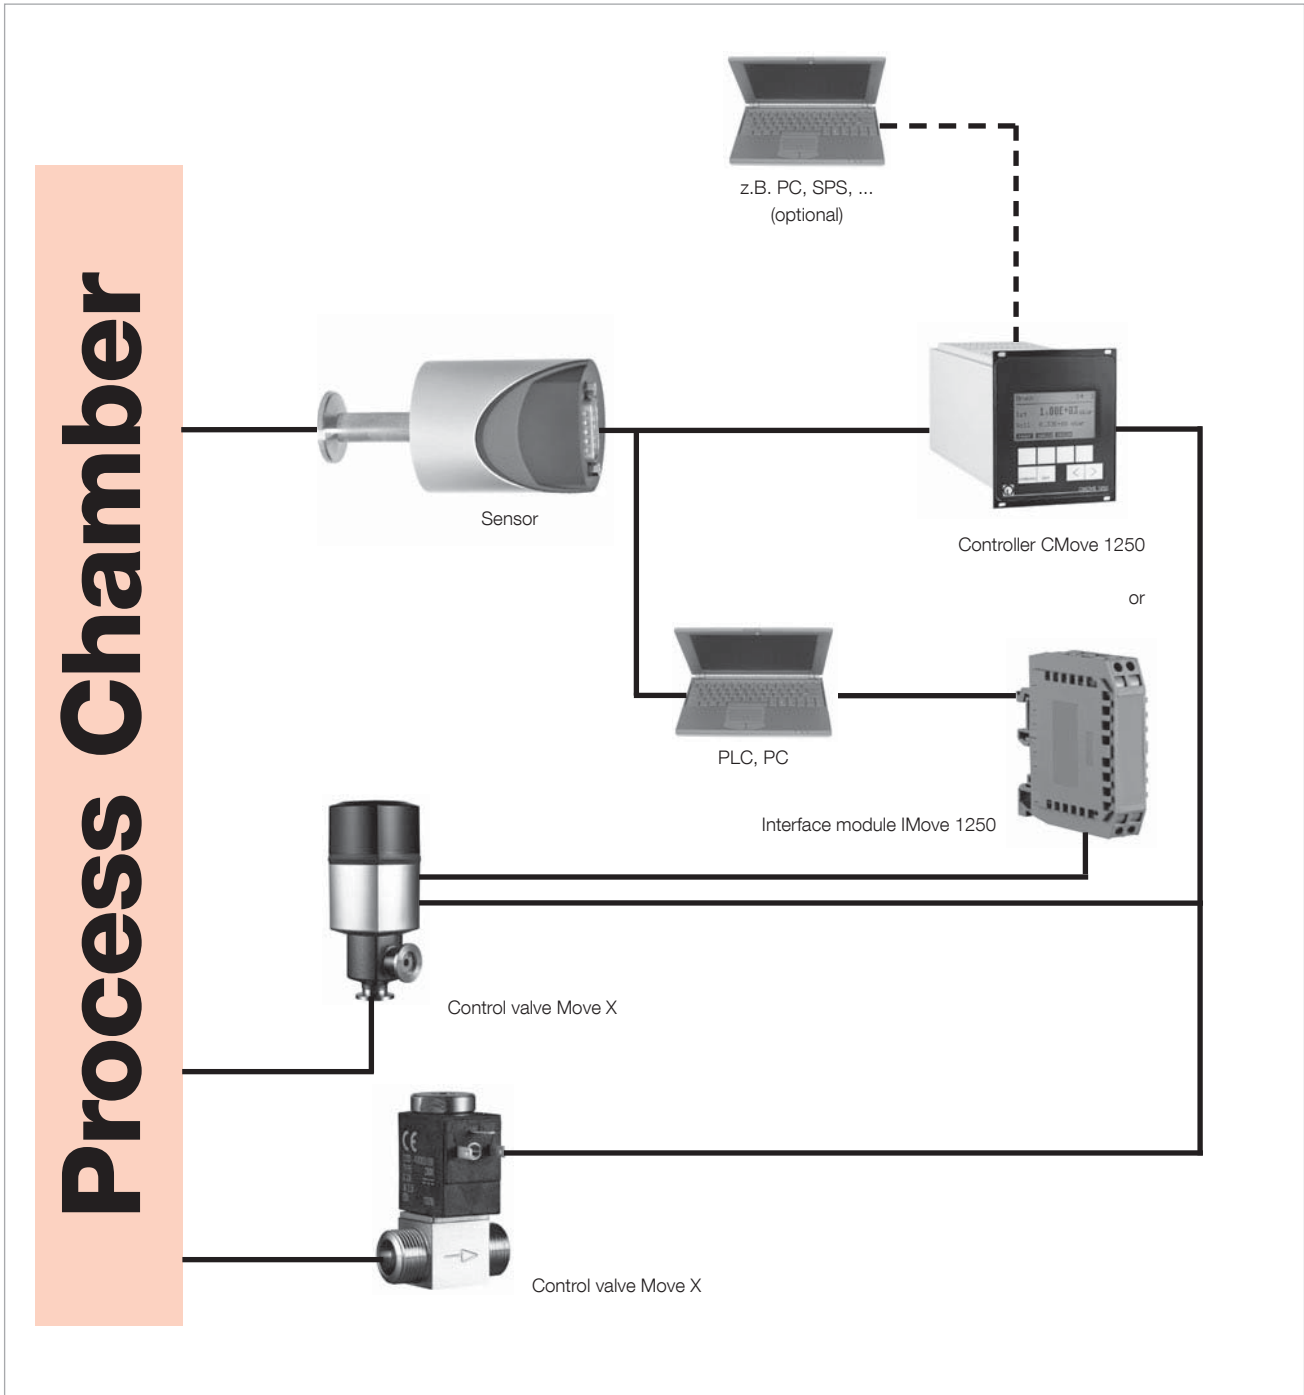 z.B. PC, SPS, ...
(optional)
Process Chamber
Sensor
Controller CMove 1250
or
PLC, PC
Interface module IMove 1250
Control valve Move X
CE
Control valve Move X